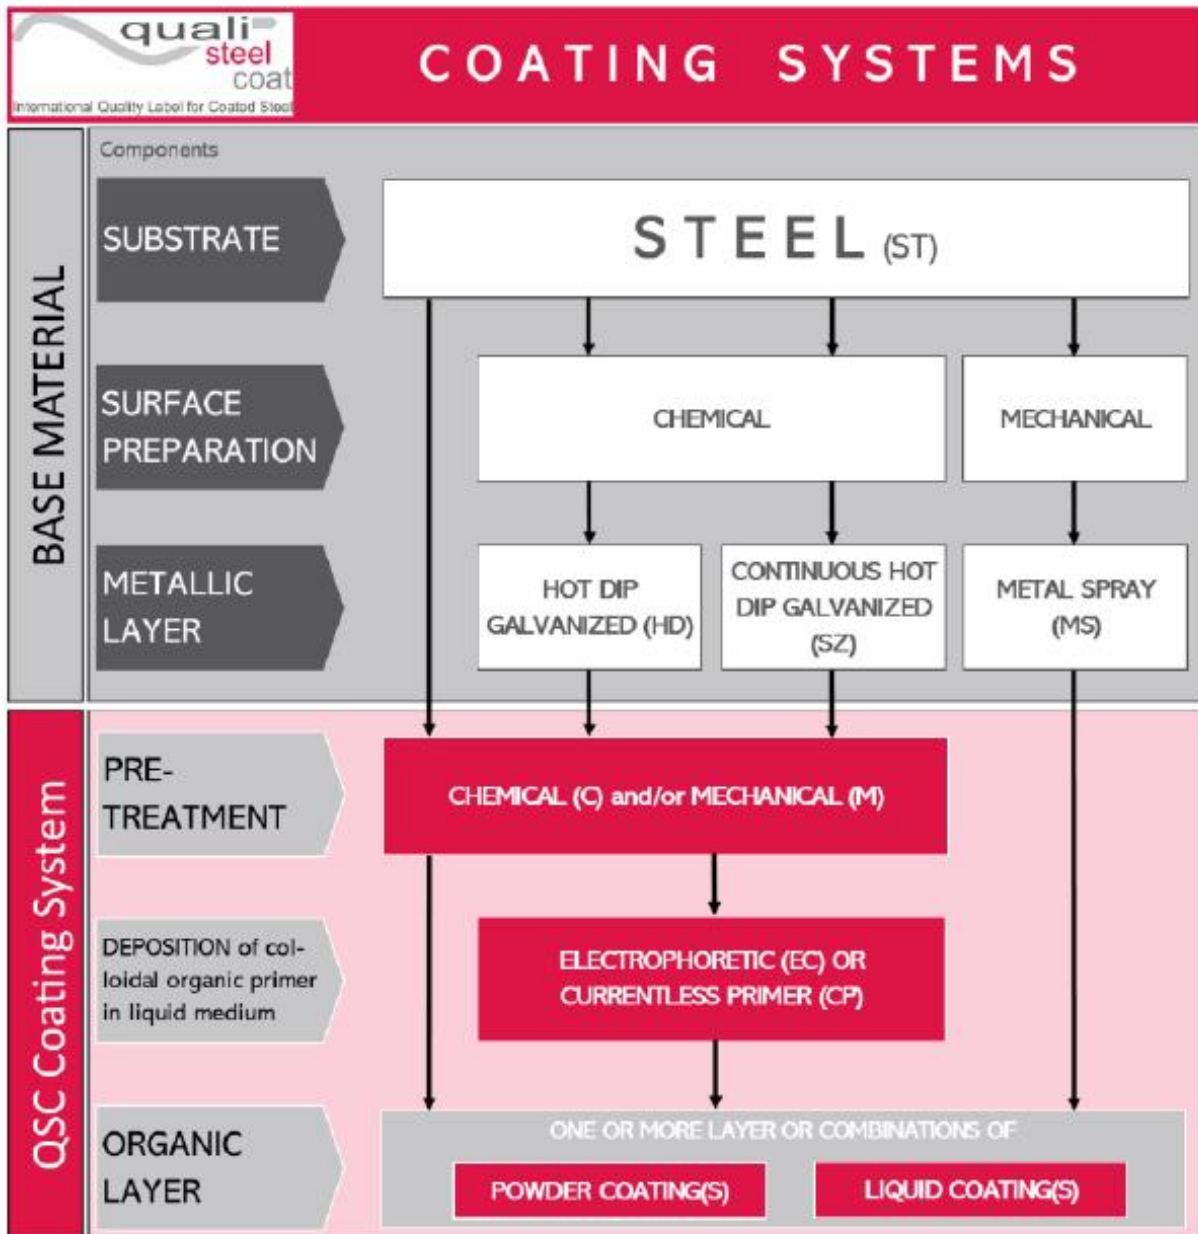 quali
steel
coat
International Quality Label for Coated Steel
COATING SYSTEMS
BASE MATERIAL
Components
SUBSTRATE
STEEL (ST)
SURFACE
PREPARATION
CHEMICAL
MECHANICAL
METALLIC
LAYER
HOT DIP
GALVANIZED (HD)
CONTINUOUS HOT
DIP GALVANIZED
(SZ)
METAL SPRAY
(MS)
QSC Coating System
PRE-
TREATMENT
CHEMICAL (C) and/or MECHANICAL (M)
DEPOSITION of col-
loidal organic primer
in liquid medium
ELECTROPHORETIC (EC) OR
CURRENTLESS PRIMER (CP)
ORGANIC
LAYER
ONE OR MORE LAYER OR COMBINATIONS OF
POWDER COATING(S)
LIQUID COATING(S)